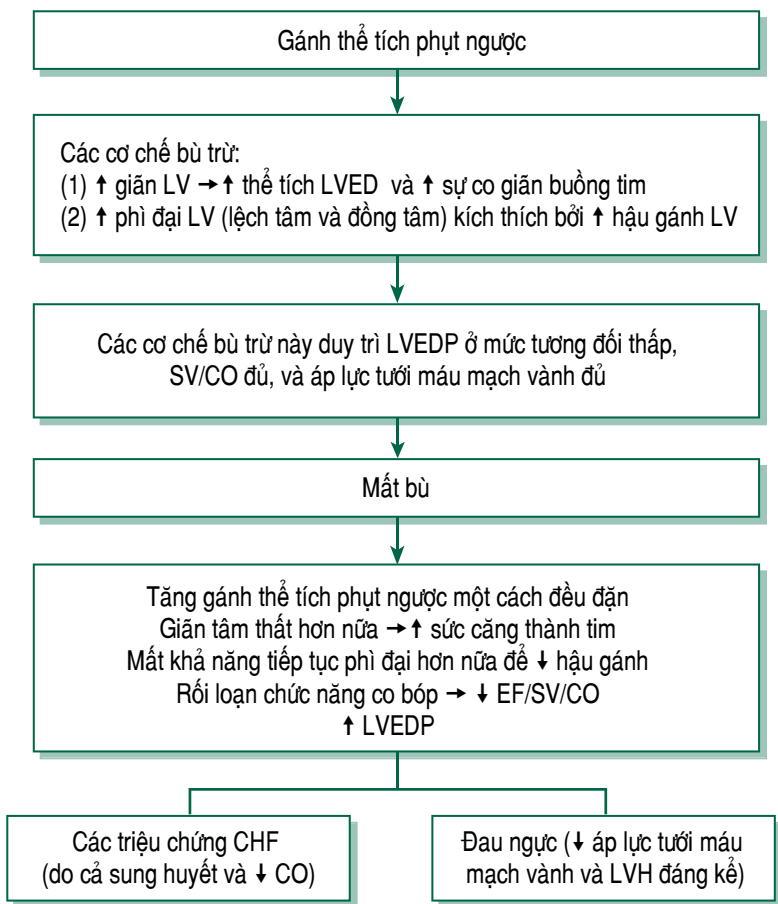 Gánh thể tích phụt ngược
Các cơ chế bù trừ:
(1) ↑ giãn LV →↑ thể tích LVED và ↑ sự co giãn buồng tim
(2) ↑ phì đại LV (lệch tâm và đồng tâm) kích thích bởi ↑ hậu gánh LV
Các cơ chế bù trừ này duy trì LVEDP ở mức tương đối thấp,
SV/CO đủ, và áp lực tưới máu mạch vành đủ
Mất bù
Tăng gánh thể tích phụt ngược một cách đều đặn
Giãn tâm thất hơn nữa →↑ sức căng thành tim
Mất khả năng tiếp tục phì đại hơn nữa để ↓ hậu gánh
Rối loạn chức năng co bóp → ↓ EF/SV/CO
↑ LVEDP
Các triệu chứng CHF
(do cả sung huyết và ↓ CO)
Đau ngực (↓ áp lực tưới máu
mạch vành và LVH đáng kể)